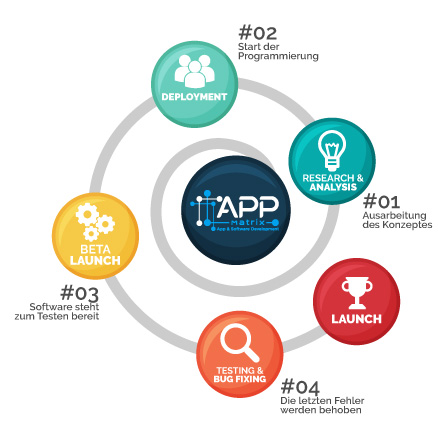 #02
Start der
Programmierung
DEPLOYMENT
RESEARCH &
ANALYSIS
#01
Ausarbeitung
des Konzeptes
APP
matrix
App & Software Development
BETA
LAUNCH
#03
Software steht
zum Testen bereit
LAUNCH
TESTING &
BUG FIXING
#04
Die letzten Fehler
werden behoben